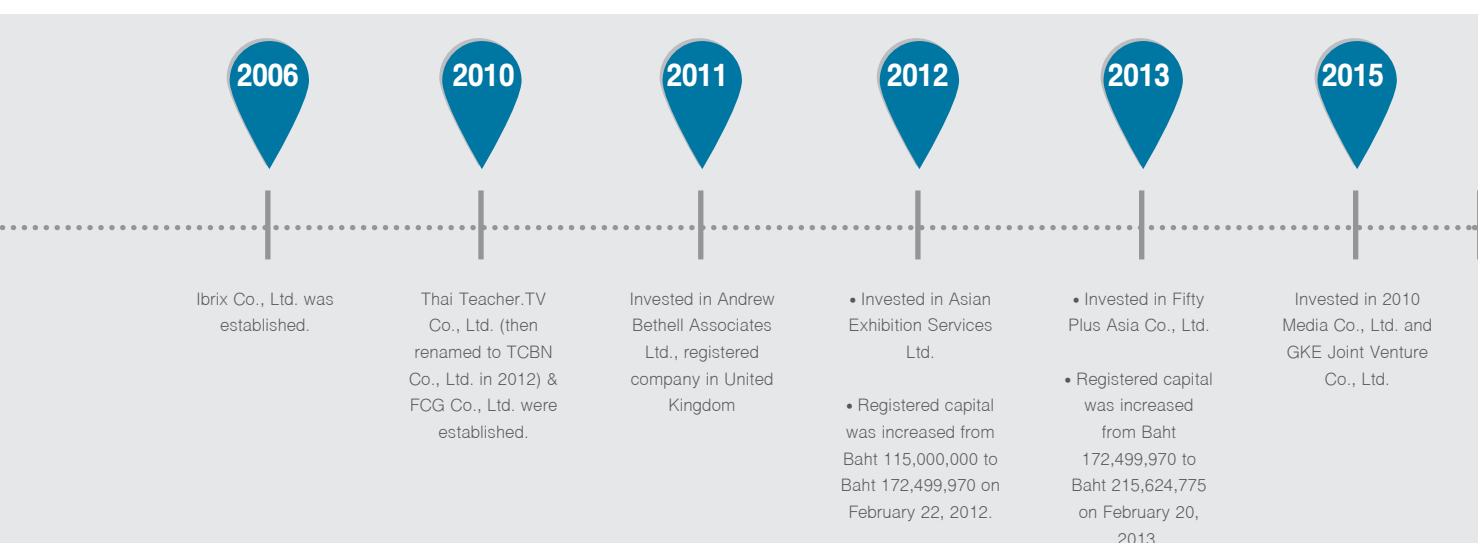 2006
Ibrix Co., Ltd. was
established.
2010
Thai Teacher.TV
Co., Ltd. (then
renamed to TCBN
Co., Ltd. in 2012) &
FCG Co., Ltd. were
established.
2011
Invested in Andrew
Bethell Associates
Ltd., registered
company in United
Kingdom
2012
• Invested in Asian
Exhibition Services
Ltd.
• Registered capital
was increased from
Baht 115,000,000 to
Baht 172,499,970 on
February 22, 2012.
2013
• Invested in Fifty
Plus Asia Co., Ltd.
• Registered capital
was increased
from Baht
172,499,970 to
Baht 215,624,775
on February 20,
2013
2015
Invested in 2010
Media Co., Ltd. and
GKE Joint Venture
Co., Ltd.